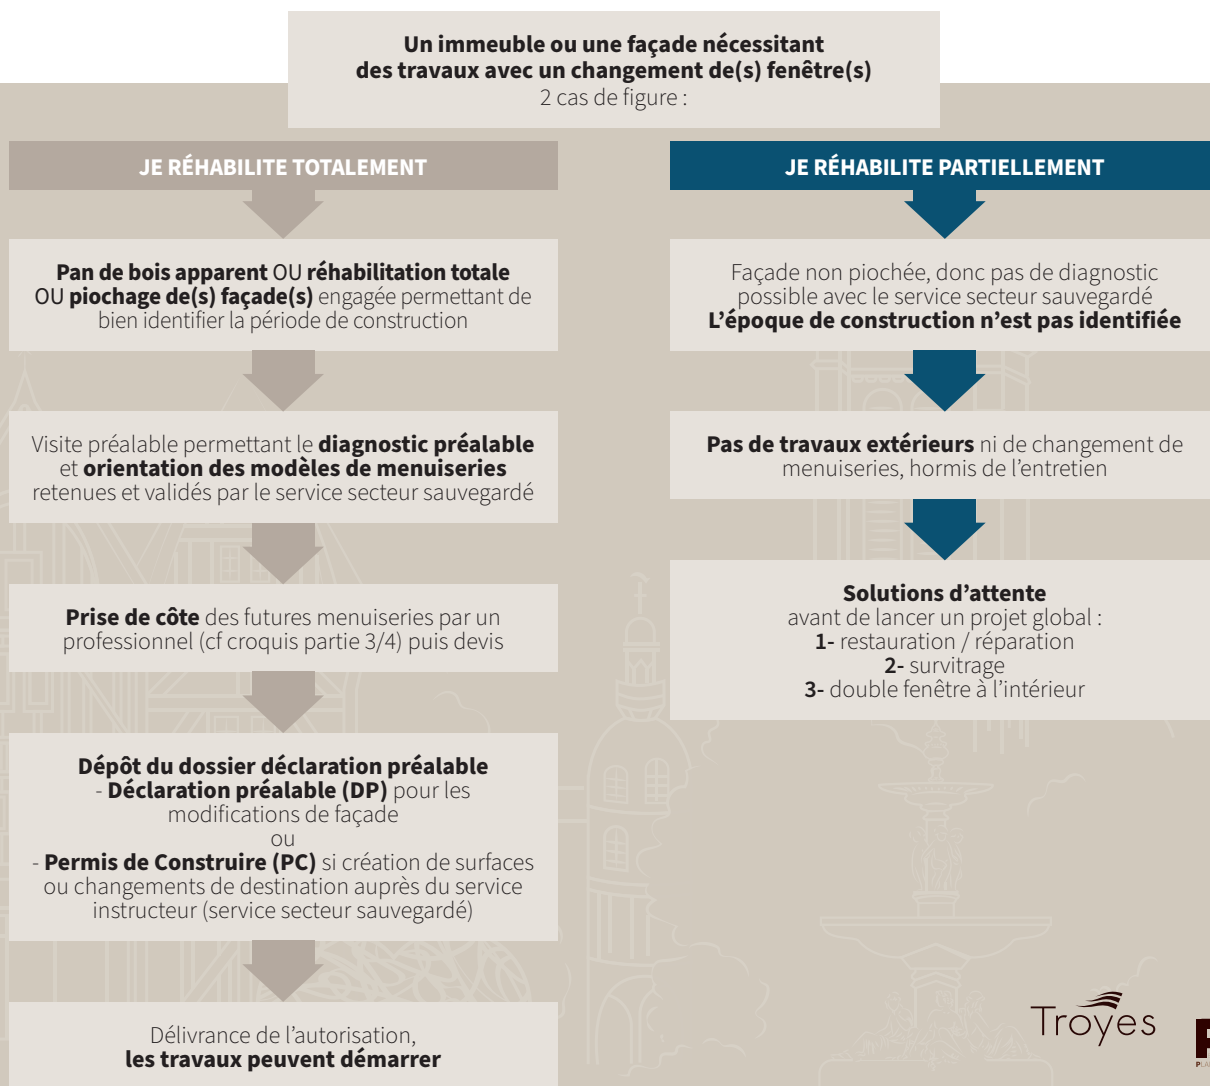 Un immeuble ou une façade nécessitant
des travaux avec un changement de(s) fenêtre(s)
2 cas de figure :
JE RÉHABILITE TOTALEMENT
Pan de bois apparent OU réhabilitation totale
OU piochage de(s) façade(s) engagée permettant de
bien identifier la période de construction
Visite préalable permettant le diagnostic préalable
et orientation des modèles de menuiseries
retenues et validés par le service secteur sauvegardé
Prise de côte des futures menuiseries par un
professionnel (cf croquis partie 3/4) puis devis
Dépôt du dossier déclaration préalable
- Déclaration préalable (DP) pour les
modifications de façade
ou
- Permis de Construire (PC) si création de surfaces
ou changements de destination auprès du service
instructeur (service secteur sauvegardé)
Délivrance de l'autorisation,
les travaux peuvent démarrer
JE RÉHABILITE PARTIELLEMENT
Façade non piochée, donc pas de diagnostic
possible avec le service secteur sauvegardé
L'époque de construction n'est pas identifiée
Pas de travaux extérieurs ni de changement de
menuiseries, hormis de l'entretien
Solutions d'attente
avant de lancer un projet global :
1- restauration / réparation
2- survitrage
3- double fenêtre à l'intérieur
Troyes